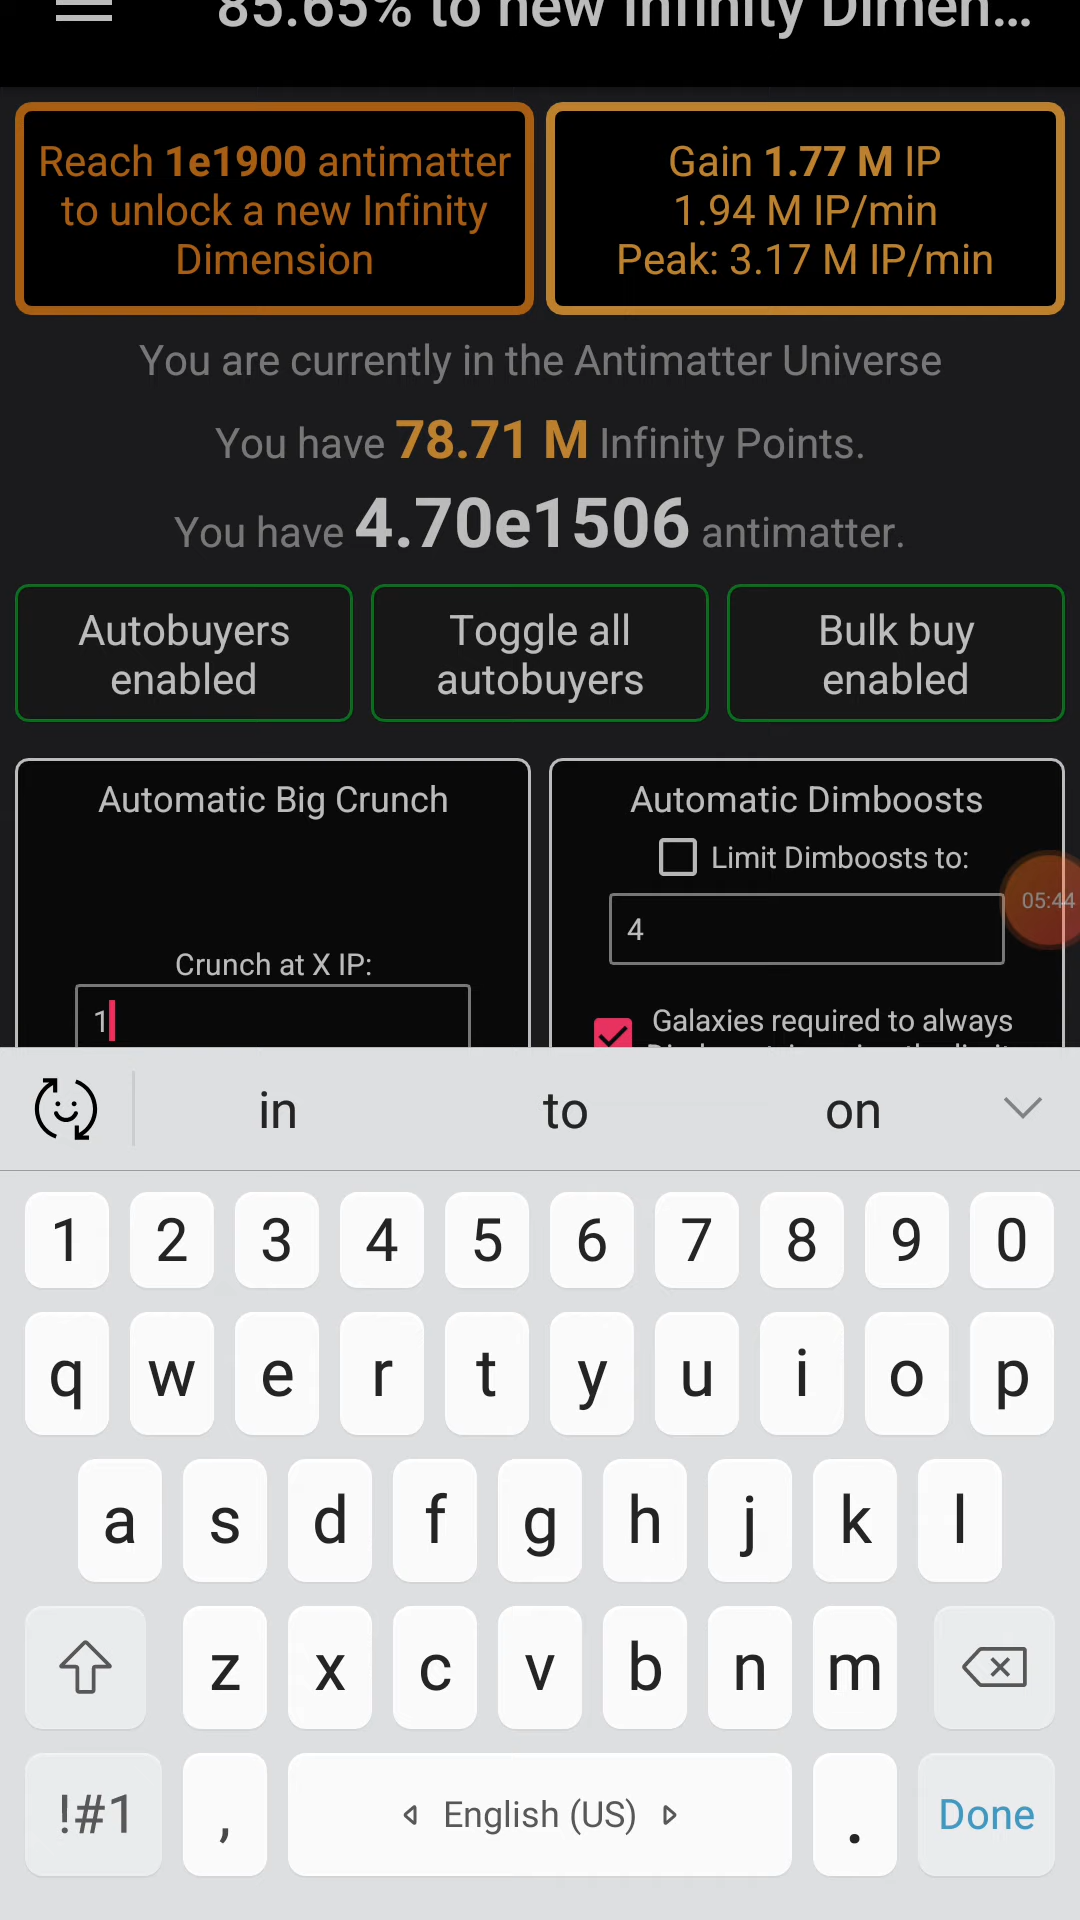 85.65% to new Infinity Dimen...
Reach 1e1900 antimatter
to unlock a new Infinity
Dimension
Gain 1.77 M IP
1.94 M IP/min
Peak: 3.17 M IP/min
You are currently in the Antimatter Universe
You have 78.71 M Infinity Points.
You have 4.70e1506 antimatter.
Autobuyers
enabled
Toggle all
autobuyers
Bulk buy
enabled
Automatic Big Crunch
Crunch at X IP:
1
Automatic Dimboosts
Limit Dimboosts to:
4
05:44
Galaxies required to always
in to on
1 2 3 4 5 6 7 8 9 0
q w e r t y u i o p
a s d f g h j k l
z x c v b n m
!#1 , English (US) . Done